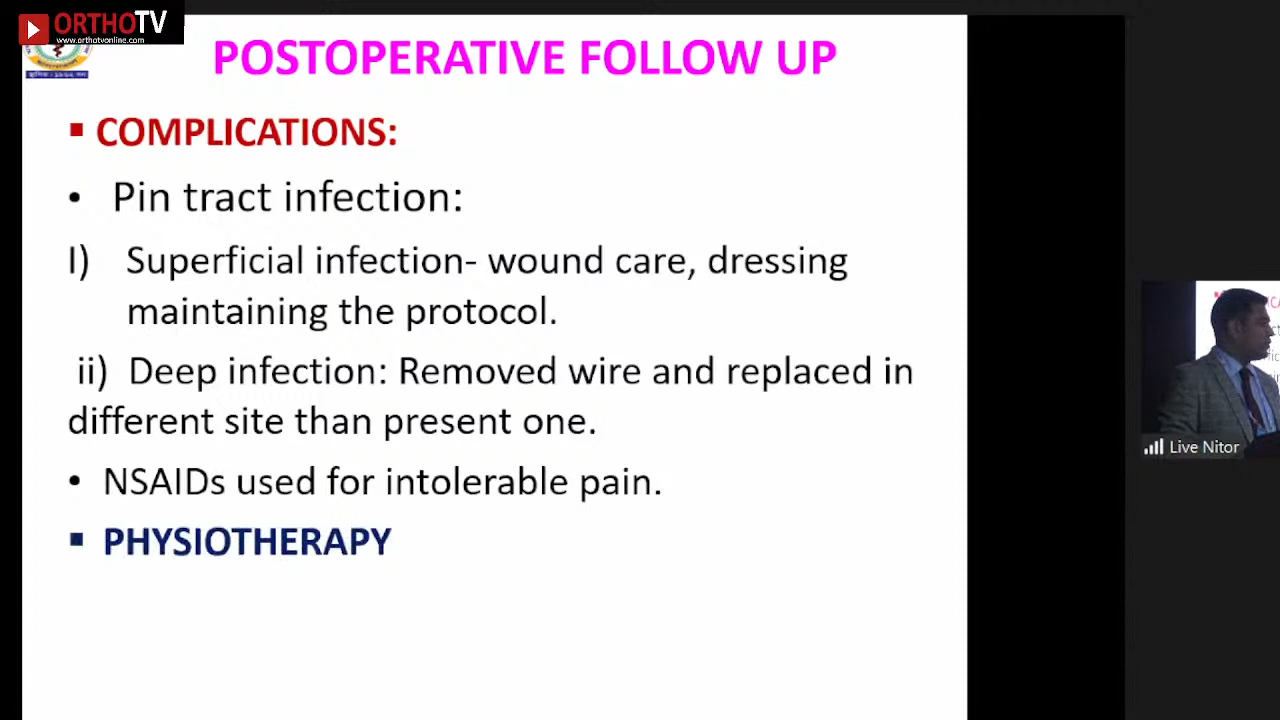 ORTHOTV
www.orthotvonline.com
POSTOPERATIVE FOLLOW UP
▪ COMPLICATIONS:
• Pin tract infection:
I) Superficial infection- wound care, dressing
maintaining the protocol.
ii) Deep infection: Removed wire and replaced in
different site than present one.
• NSAIDs used for intolerable pain.
▪ PHYSIOTHERAPY
Live Nitor